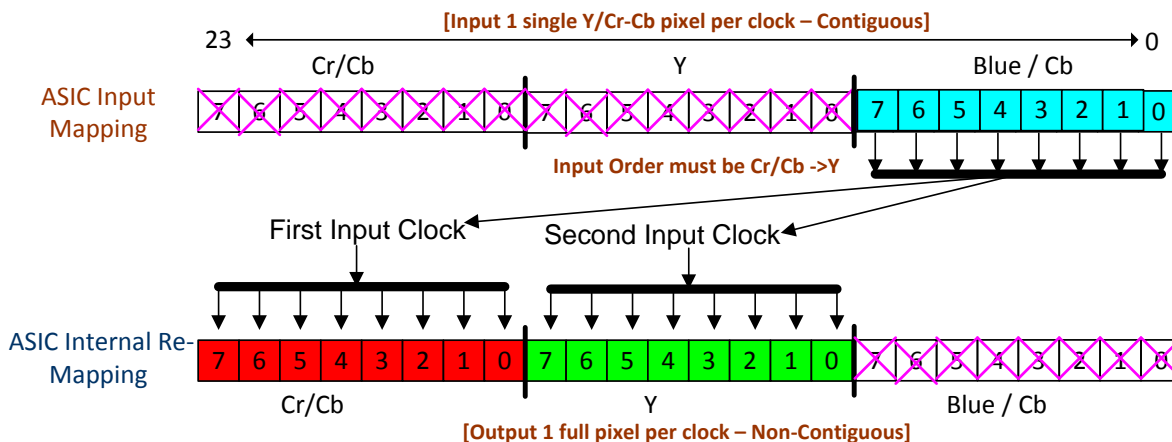 [Input 1 single Y/Cr-Cb pixel per clock – Contiguous]
23 0
Cr/Cb Y Blue / Cb
ASIC Input
Mapping
7 6 5 4 3 2 1 0 7 6 5 4 3 2 1 0 7 6 5 4 3 2 1 0
Input Order must be Cr/Cb ->Y
First Input Clock Second Input Clock
ASIC Internal Re-
Mapping
7 6 5 4 3 2 1 0 7 6 5 4 3 2 1 0 7 6 5 4 3 2 1 0
Cr/Cb Y Blue / Cb
[Output 1 full pixel per clock – Non-Contiguous]